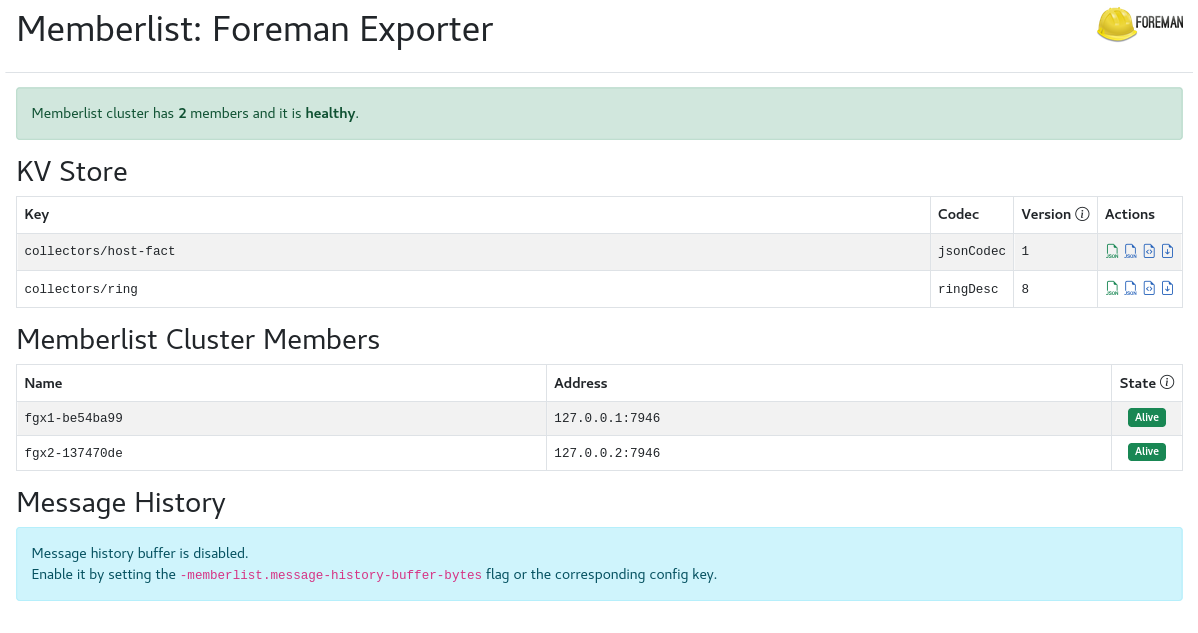 Memberlist: Foreman Exporter
FOREMAN
Memberlist cluster has 2 members and it is healthy.
KV Store
Key Codec Version Actions
collectors/host-fact jsonCodec 1 JSON JSON
collectors/ring ringDesc 8 JSON JSON
Memberlist Cluster Members
Name Address State
fgx1-be54ba99 127.0.0.1:7946 Alive
fgx2-137470de 127.0.0.2:7946 Alive
Message History
Message history buffer is disabled.
Enable it by setting the -memberlist.message-history-buffer-bytes flag or the corresponding config key.